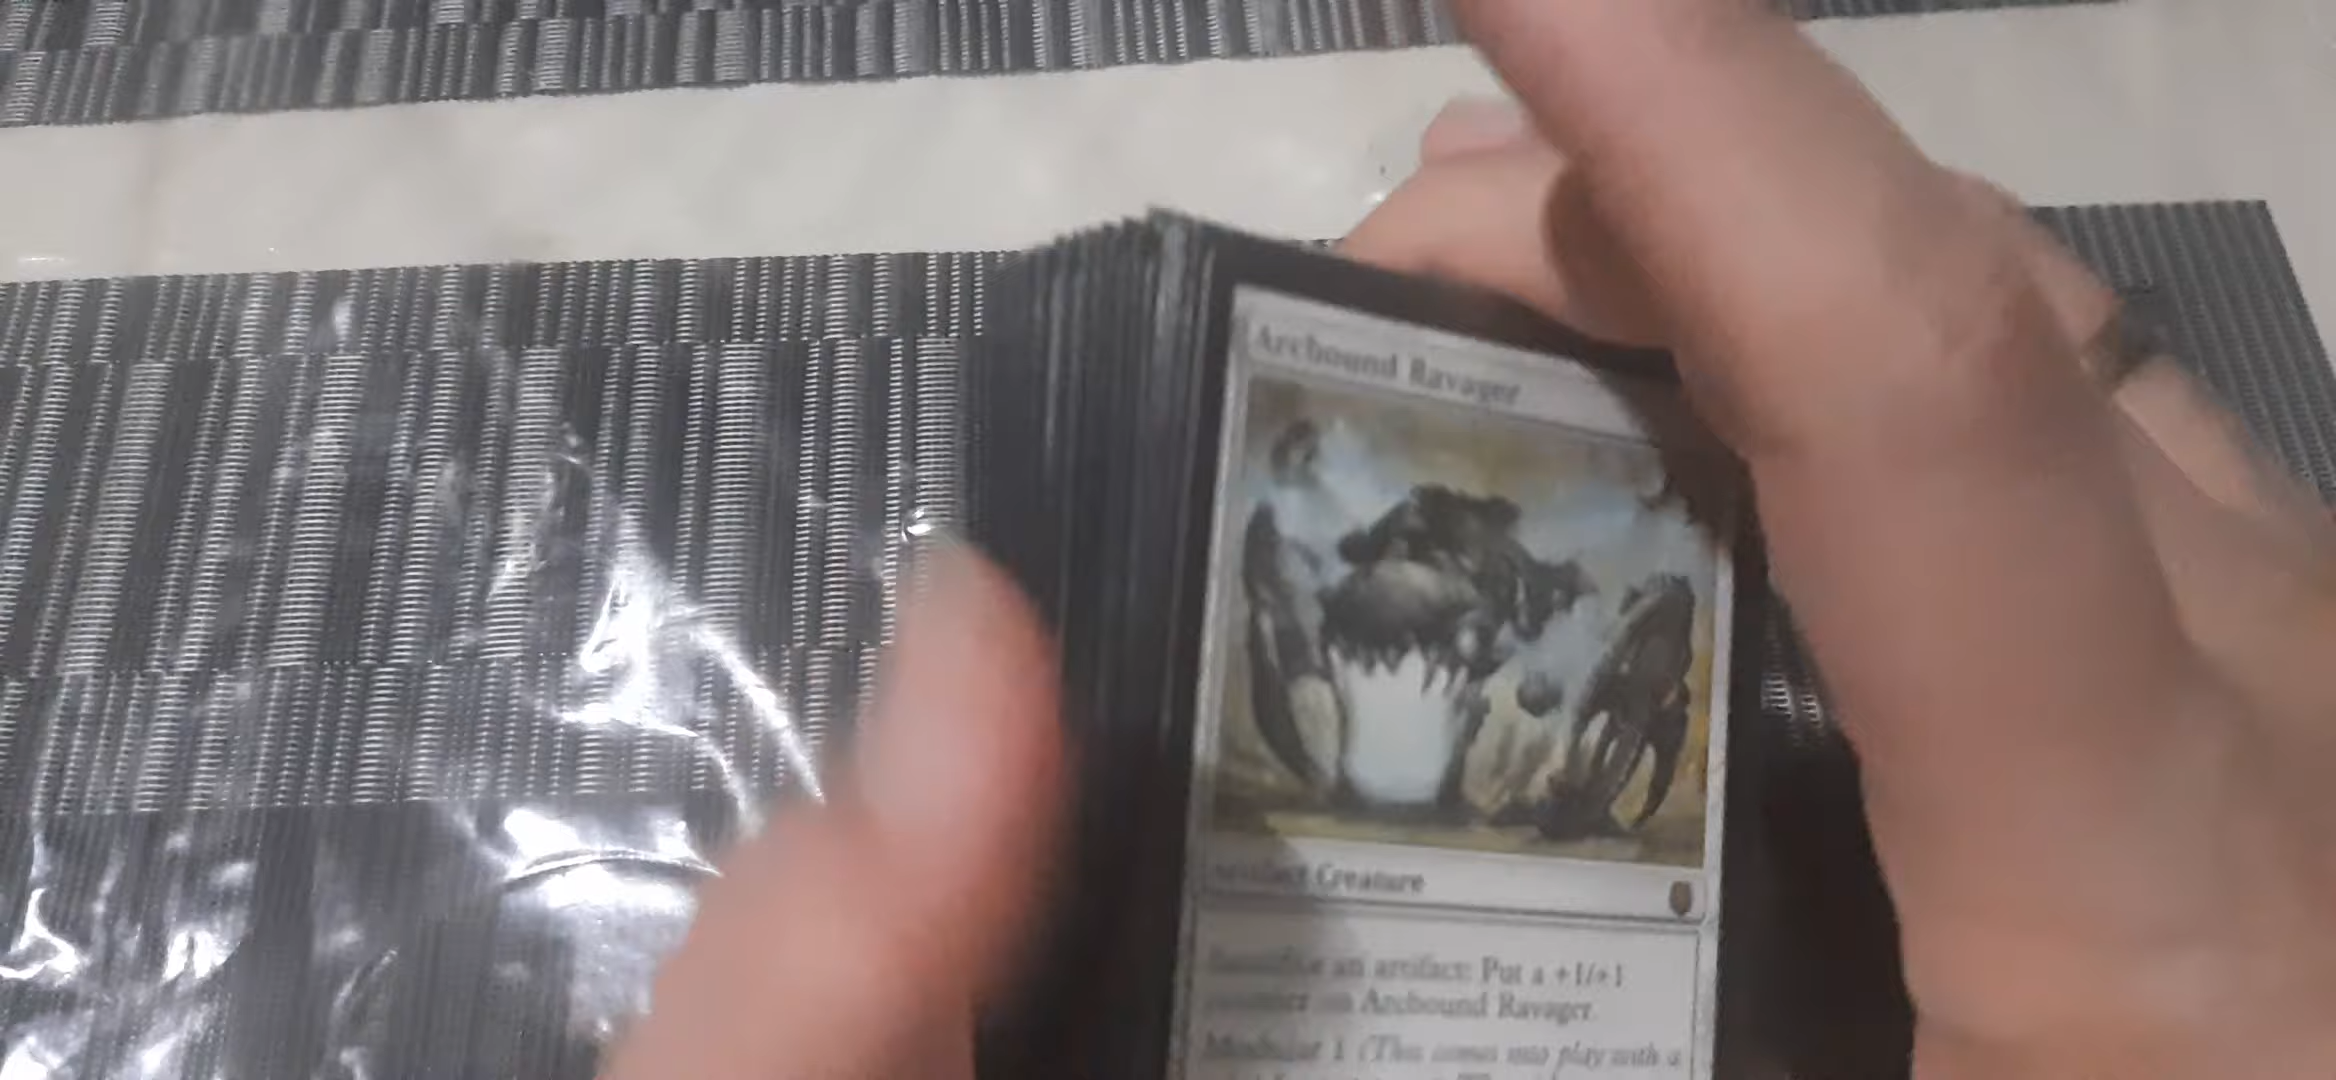 Arcbound Ravager
Artifact Creature
Sacrifice an artifact: Put a +1/+1
counter on Arcbound Ravager.
Modular 1 (This comes into play with a